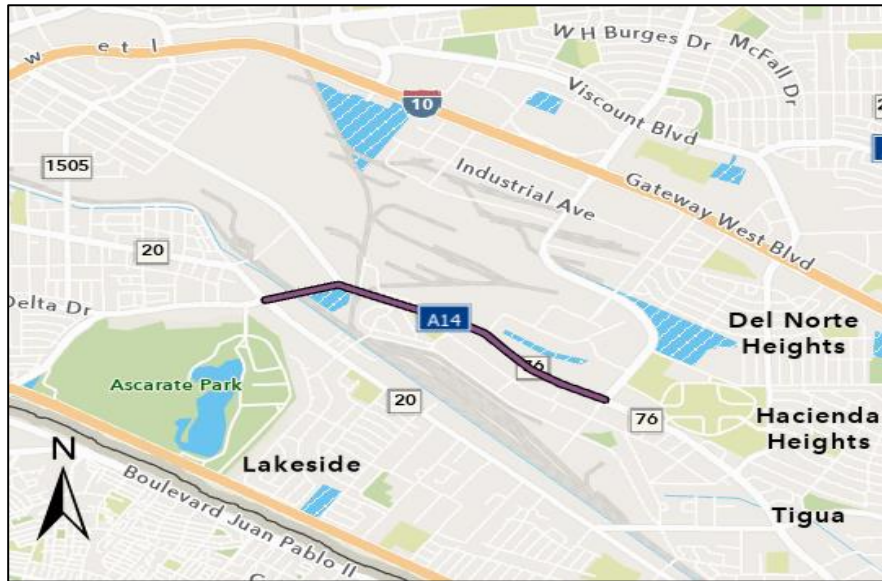 W H Burges Dr
McFall Dr
w e t l
10
Viscount Blvd
2
1505
Industrial Ave
Gateway West Blvd
20
Delta Dr
A14
Del Norte
Heights
76
Ascarate Park
20
76
Hacienda
Heights
N
Lakeside
Boulevard Juan Pablo II
Tigua